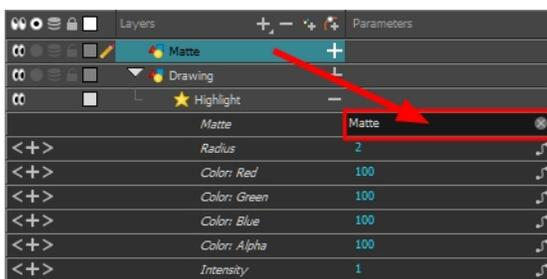 Layers Parameters
Matte
Drawing
Highlight
Matte Matte
Radius 2
Color: Red 100
Color: Green 100
Color: Blue 100
Color: Alpha 100
Intensity 1